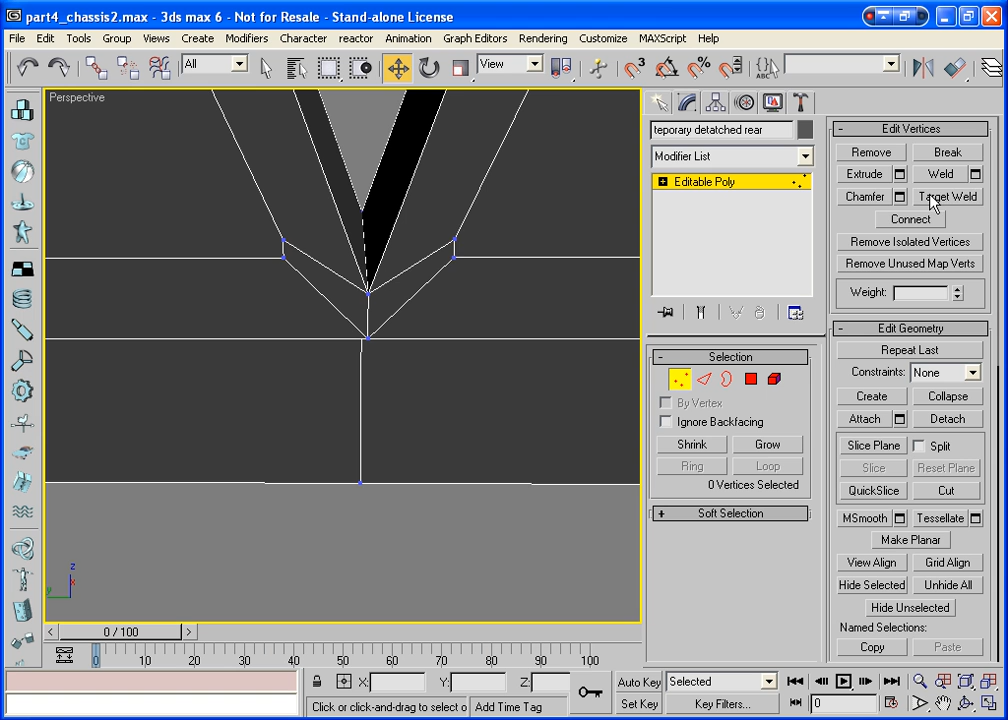 part4_chassis2.max - 3ds max 6 - Not for Resale - Stand-alone License
File Edit Tools Group Views Create Modifiers Character reactor Animation Graph Editors Rendering Customize MAXScript Help
All View ABC
Perspective
teporary detatched rear
Modifier List
Editable Poly
Selection
By Vertex
Ignore Backfacing
Shrink Grow
Ring Loop
0 Vertices Selected
Soft Selection
Edit Vertices
Remove Break
Extrude Weld
Chamfer Target Weld
Connect
Remove Isolated Vertices
Remove Unused Map Verts
Weight:
Edit Geometry
Repeat Last
Constraints: None
Create Collapse
Attach Detach
Slice Plane Split
Slice Reset Plane
QuickSlice Cut
MSmooth Tessellate
Make Planar
View Align Grid Align
Hide Selected Unhide All
Hide Unselected
Named Selections:
Copy Paste
z
x
y
0 / 100
0 10 20 30 40 50 60 70 80 90 100
X: Y: Z: Auto Key Selected
Click or click-and-drag to select o Add Time Tag Set Key Key Filters... 0